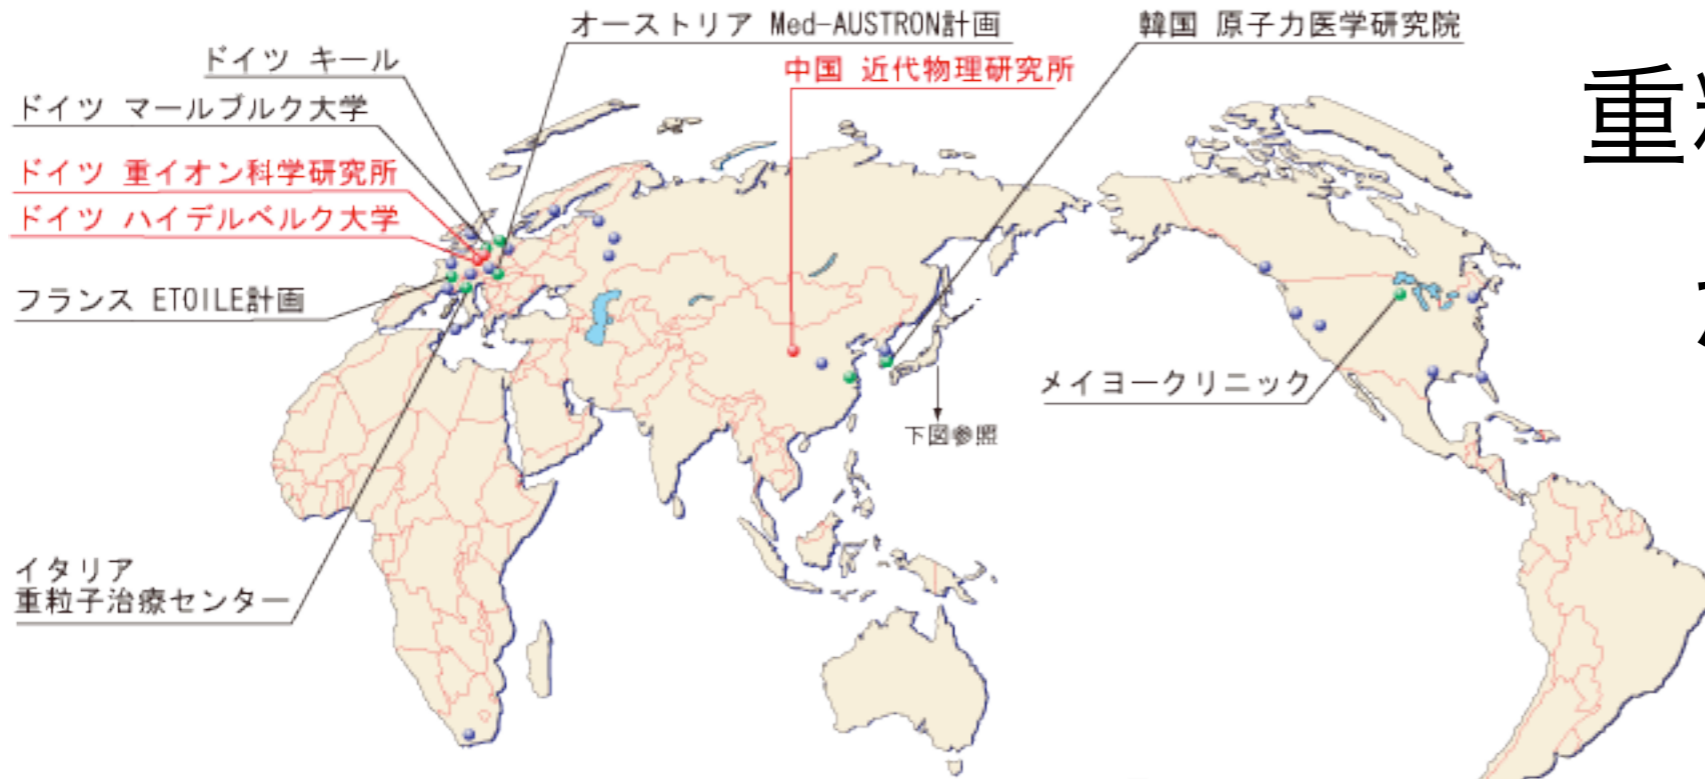 オーストリア Med-AUSTRON計画
韓国 原子力医学研究院
ドイツ キール
中国 近代物理研究所
ドイツ マールブルク大学
ドイツ 重イオン科学研究所
ドイツ ハイデルベルク大学
フランス ETOILE計画
メイヨークリニック
下図参照
イタリア
重粒子治療センター
重